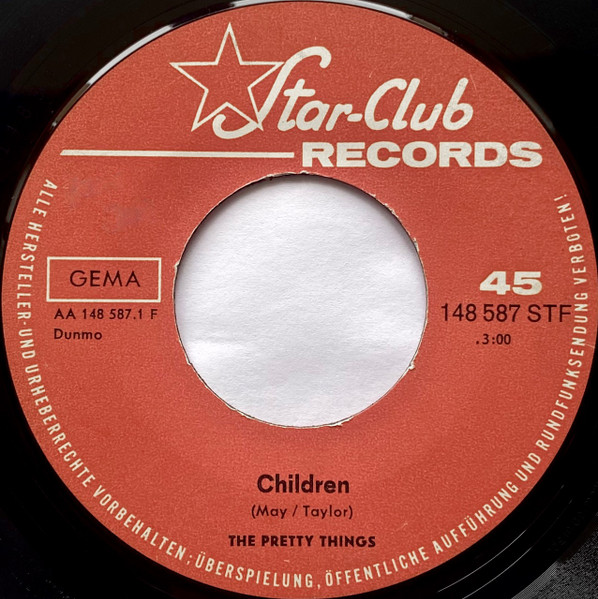 Star-Club
RECORDS
GEMA
AA 148 587.1 F
Dunmo
45
148 587 STF
.3:00
Children
(May / Taylor)
THE PRETTY THINGS
ALLE HERSTELLER- UND URHEBERRECHTE VORBEHALTEN; ÜBERSPIELUNG, ÖFFENTLICHE AUFFÜHRUNG UND RUNDFUNKSENDUNG VERBOTEN!